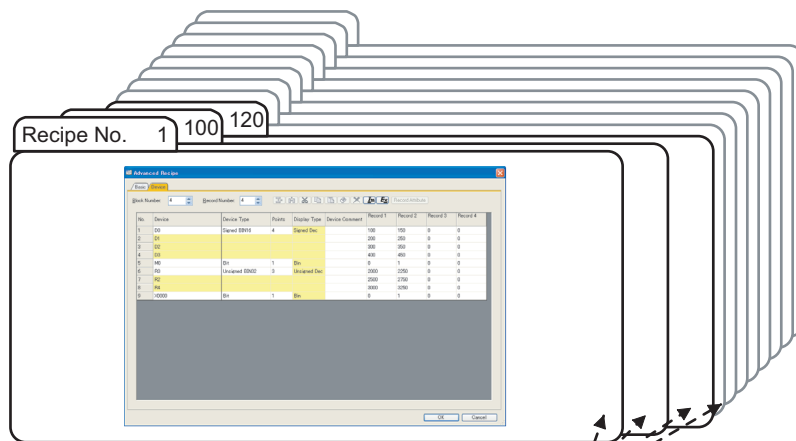 120
100
Recipe No. 1
Advanced Recipe
Basic Device
Block Number 4 Record Number 4 Record Attribute
No. Device Device Type Points Display Type Device Comment Record 1 Record 2 Record 3 Record 4
1 D0 Signed BIN16 4 Signed Dec 100 150 0 0
2 D1 200 250 0 0
3 D2 300 350 0 0
4 D3 400 450 0 0
5 M0 Bit 1 Bin 0 1 0 0
6 R0 Unsigned BIN32 3 Unsigned Dec 2000 2250 0 0
7 R2 2500 2750 0 0
8 R4 3000 3250 0 0
9 X0000 Bit 1 Bin 0 1 0 0
OK Cancel